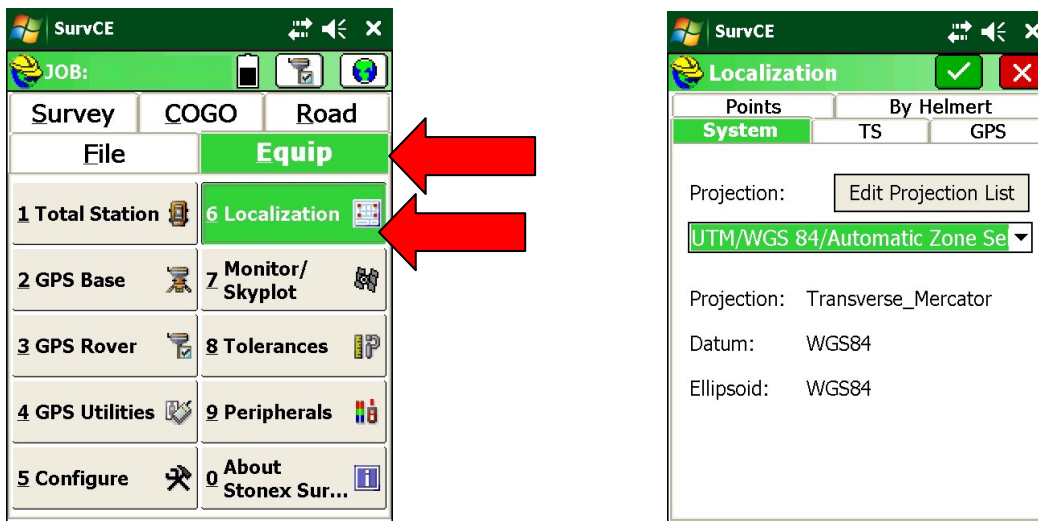 SurvCE
JOB:
Survey COGO Road
File Equip
1 Total Station 6 Localization
2 GPS Base 7 Monitor/
Skyplot
3 GPS Rover 8 Tolerances
4 GPS Utilities 9 Peripherals
5 Configure 0 About
Stonex Sur...
SurvCE
Localization
Points By Helmert
System TS GPS
Projection: Edit Projection List
UTM/WGS 84/Automatic Zone Se
Projection: Transverse_Mercator
Datum: WGS84
Ellipsoid: WGS84